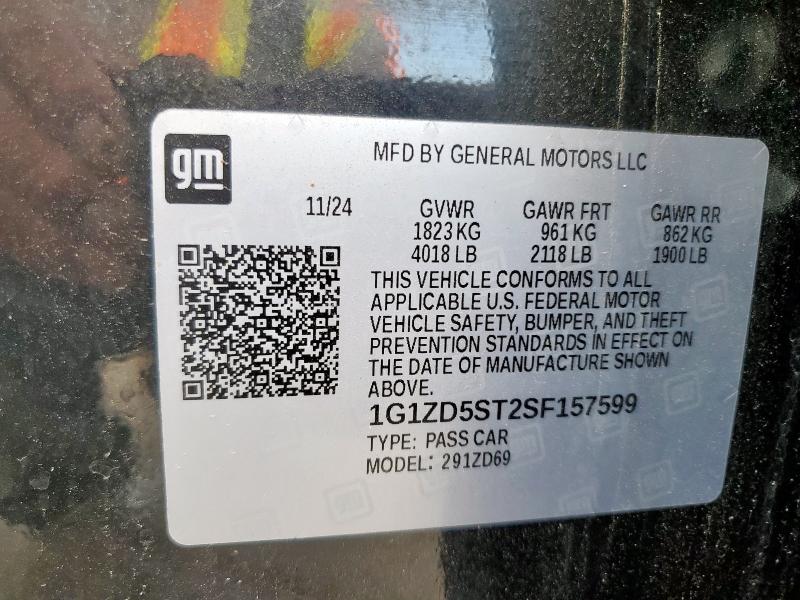 gm
MFD BY GENERAL MOTORS LLC
11/24 GVWR GAWR FRT GAWR RR
1823 KG 961 KG 862 KG
4018 LB 2118 LB 1900 LB
THIS VEHICLE CONFORMS TO ALL
APPLICABLE U.S. FEDERAL MOTOR
VEHICLE SAFETY, BUMPER, AND THEFT
PREVENTION STANDARDS IN EFFECT ON
THE DATE OF MANUFACTURE SHOWN
ABOVE.
1G1ZD5ST2SF157599
TYPE: PASS CAR
MODEL: 291ZD69